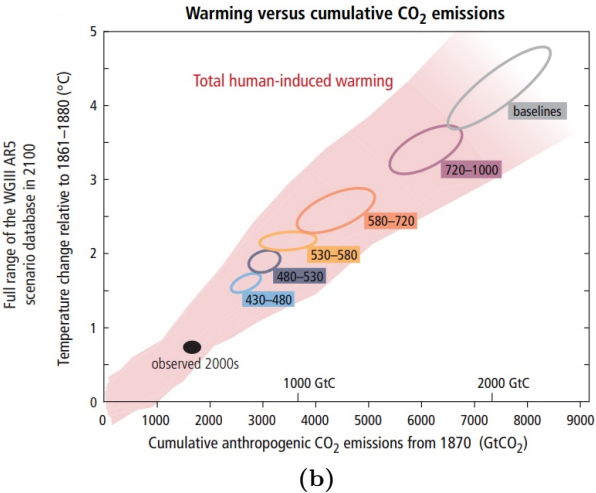 Warming versus cumulative CO₂ emissions
Full range of the WGIII AR5
scenario database in 2100
Temperature change relative to 1861–1880 (°C)
5
4
3
2
1
0
Total human-induced warming
baselines
720–1000
580–720
530–580
480–530
430–480
observed 2000s
1000 GtC
2000 GtC
0 1000 2000 3000 4000 5000 6000 7000 8000 9000
Cumulative anthropogenic CO₂ emissions from 1870 (GtCO₂)
(b)